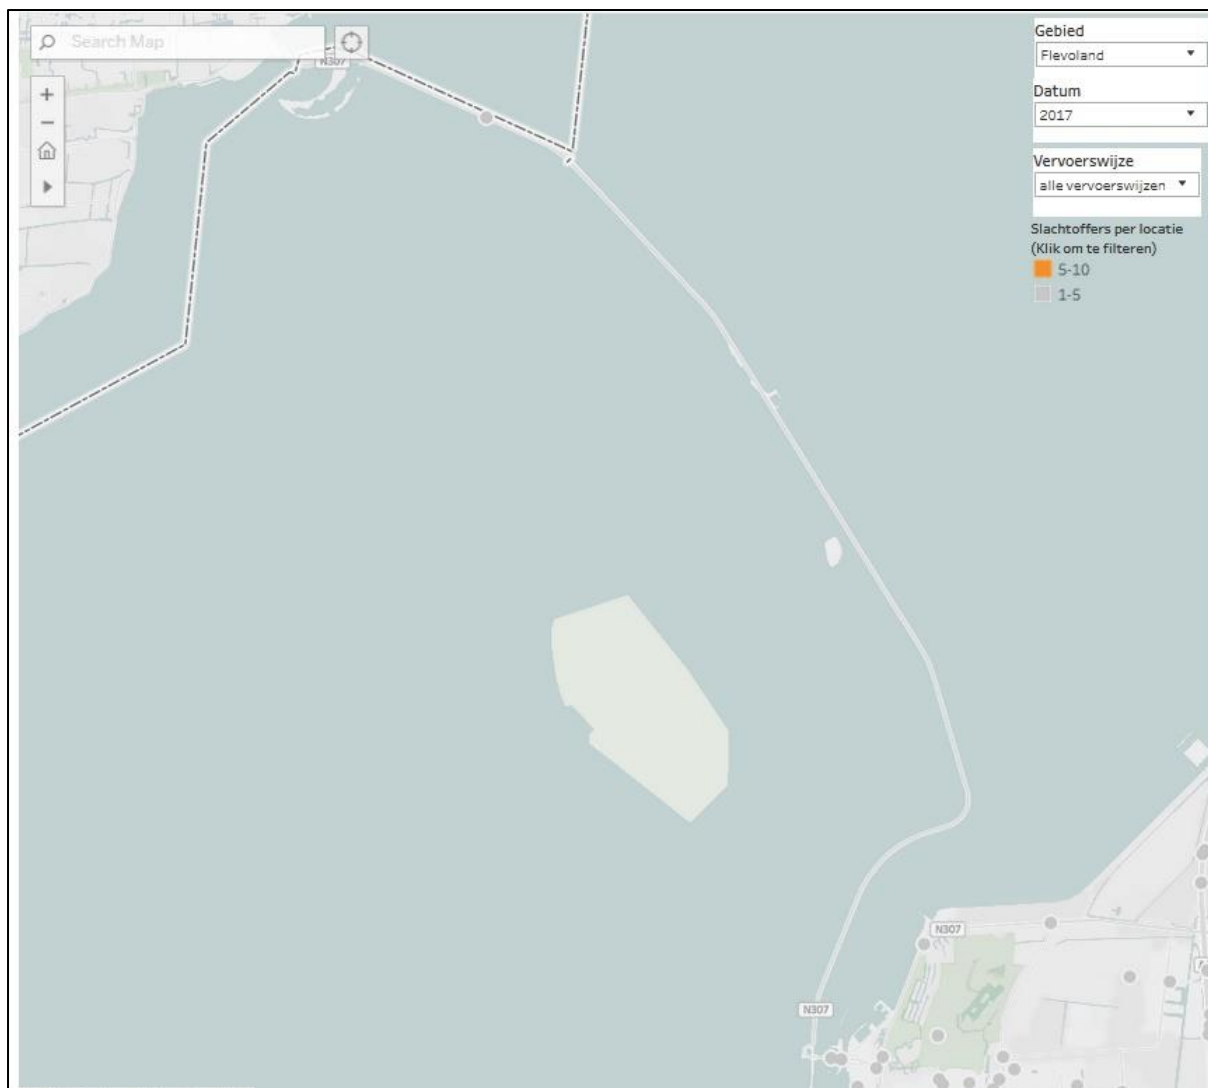 Search Map
N307
Gebied
Flevoland
Datum
2017
Vervoerswijze
alle vervoerswijzen
Slachtoffers per locatie
(Klik om te filteren)
5-10
1-5
N307
N307